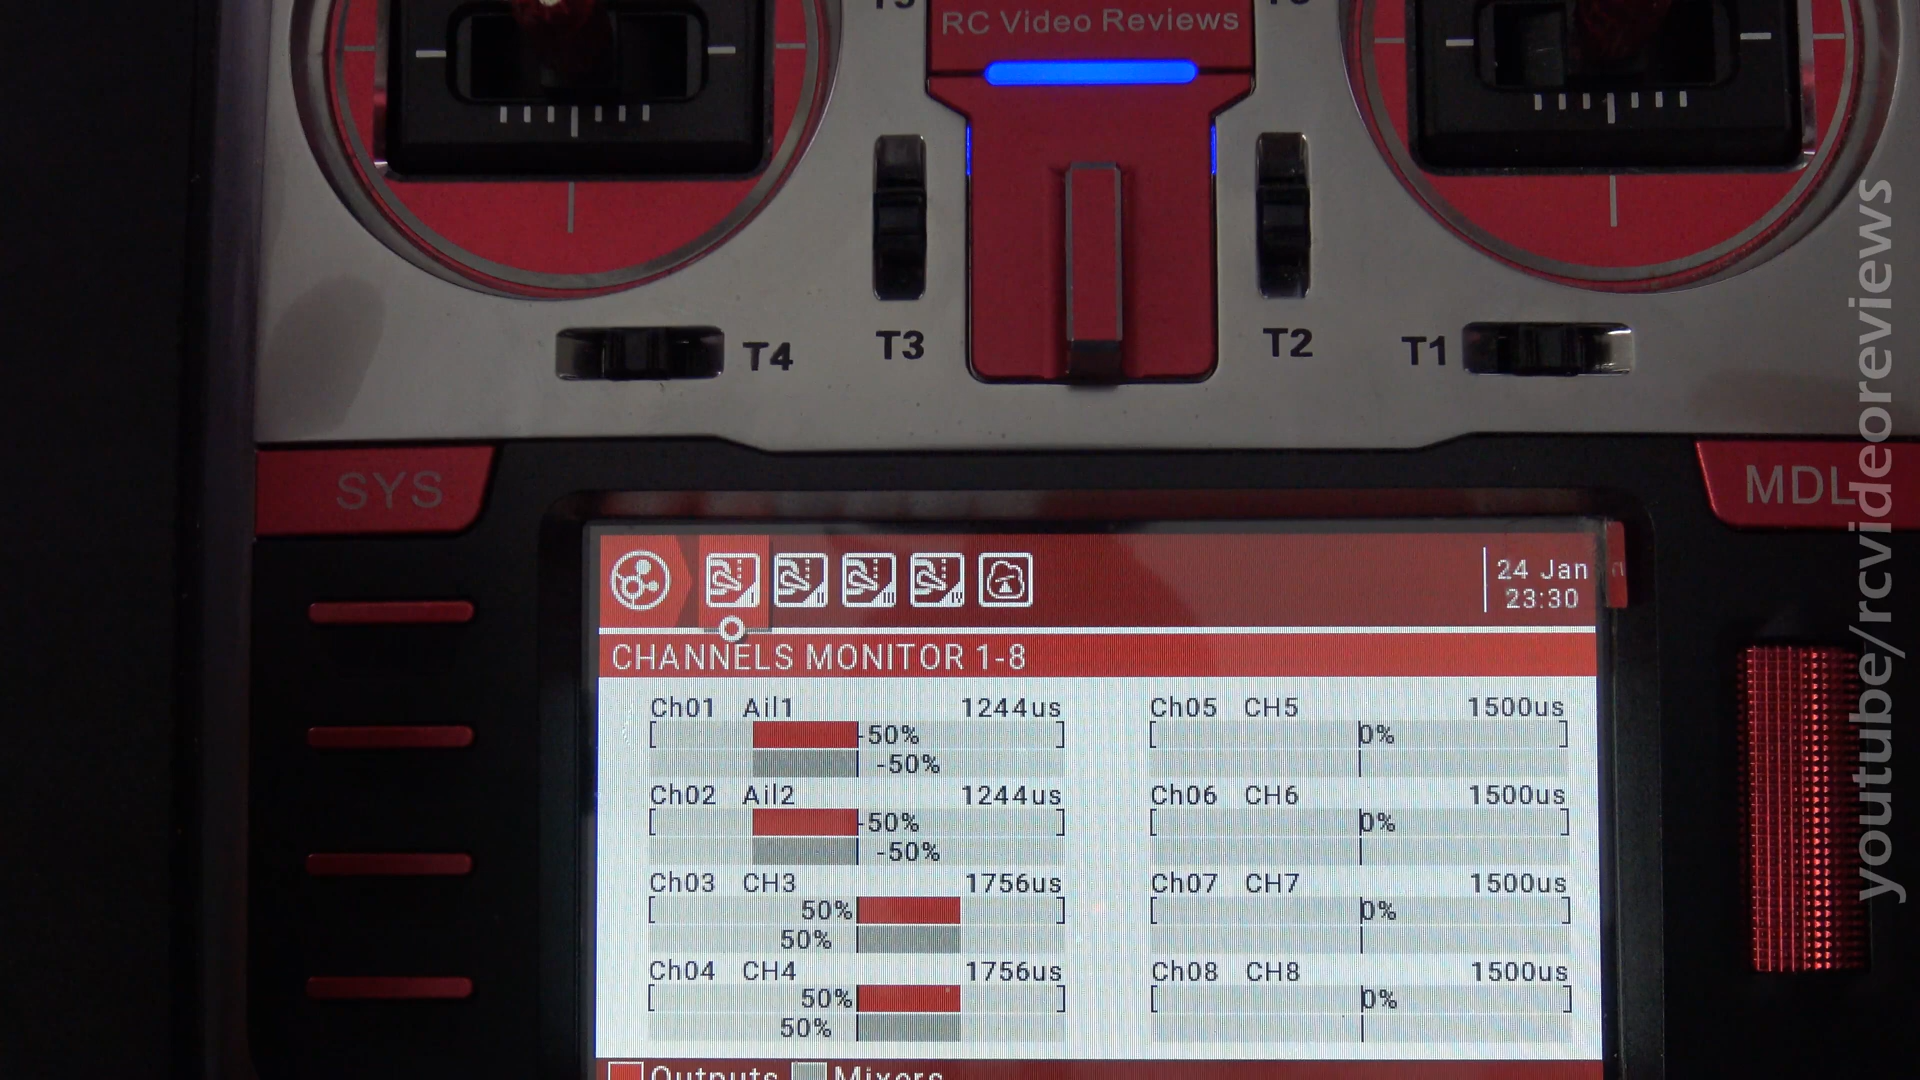 RC Video Reviews
T4
T3
T2
T1
SYS
MDL
youtube/rcvideoreviews
24 Jan
23:30
CHANNELS MONITOR 1-8
Ch01 Ail1 1244us
-50%
-50%
Ch02 Ail2 1244us
-50%
-50%
Ch03 CH3 1756us
50%
50%
Ch04 CH4 1756us
50%
50%
Ch05 CH5 1500us
0%
Ch06 CH6 1500us
0%
Ch07 CH7 1500us
0%
Ch08 CH8 1500us
0%
Outputs Mixers